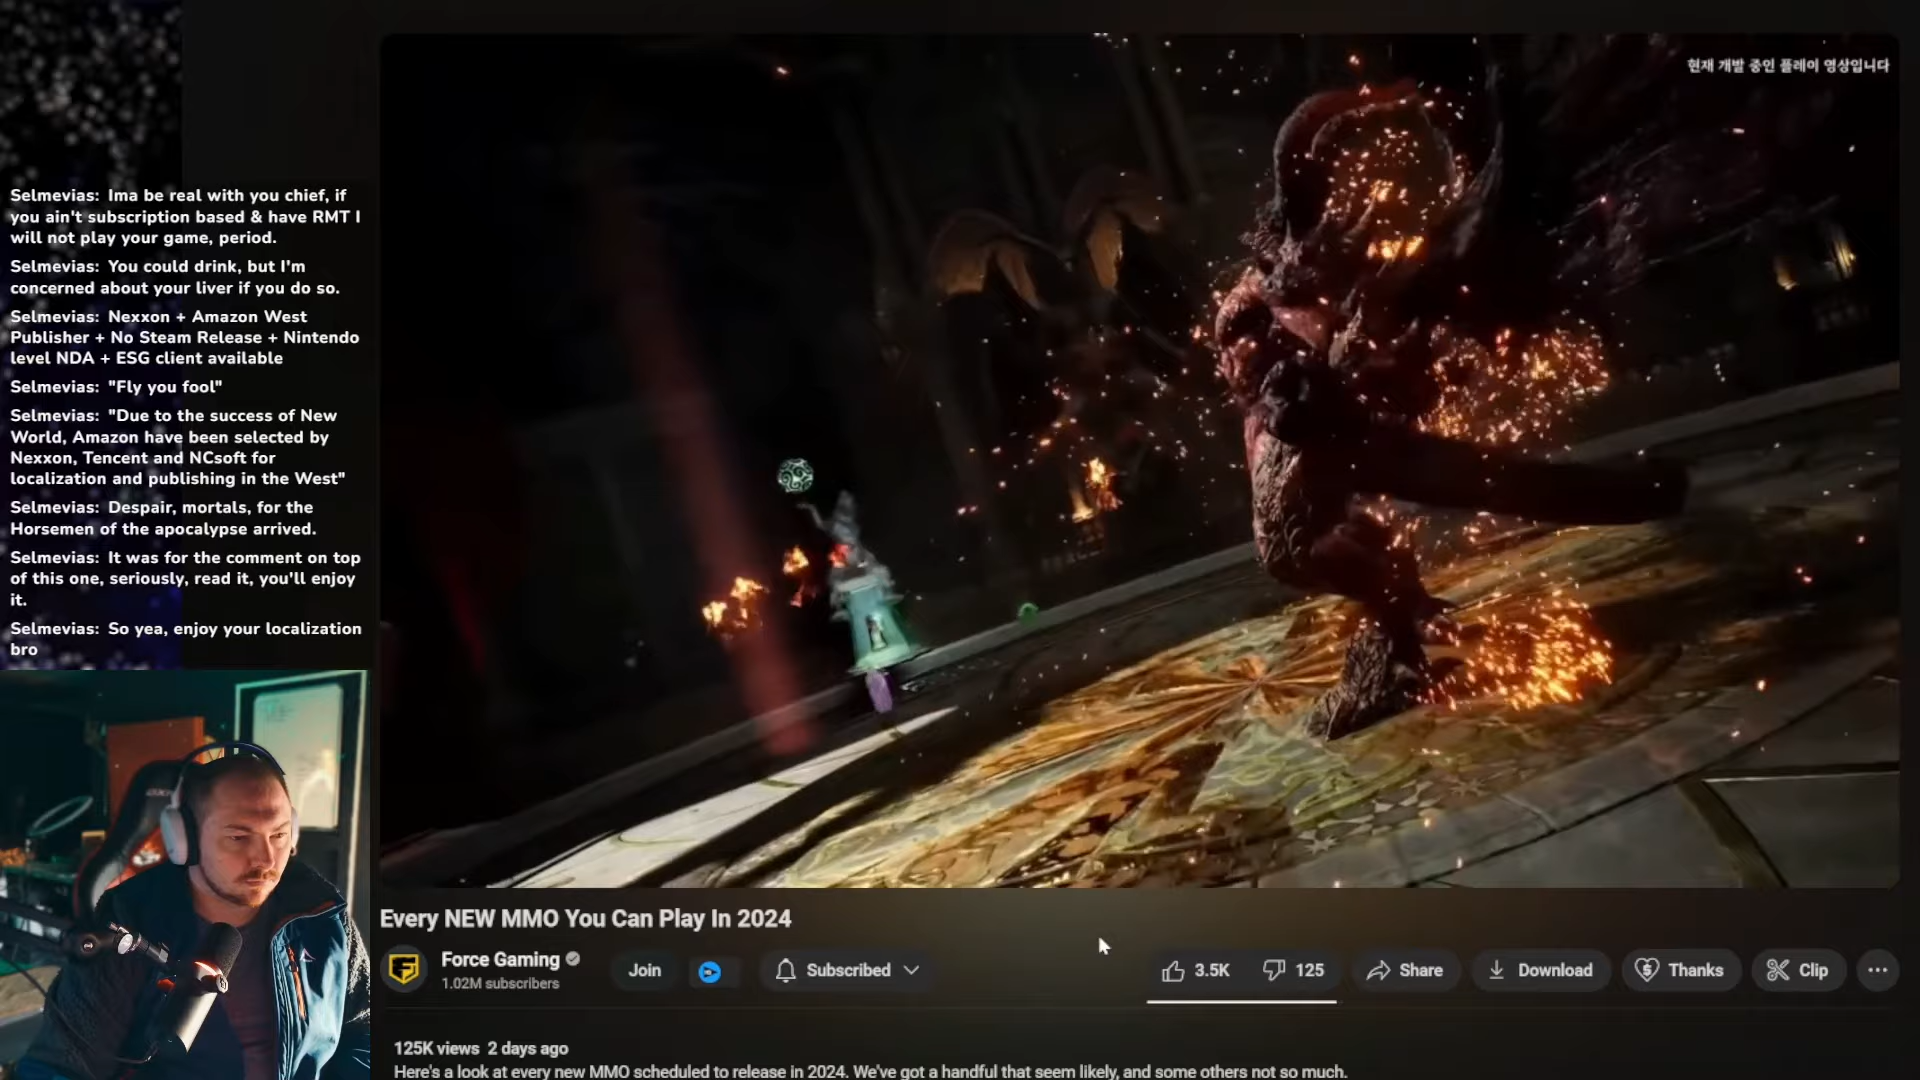 현재 개발 중인 플레이 영상입니다
Selmevias: Ima be real with you chief, if
you ain't subscription based & have RMT I
will not play your game, period.
Selmevias: You could drink, but I'm
concerned about your liver if you do so.
Selmevias: Nexxon + Amazon West
Publisher + No Steam Release + Nintendo
level NDA + ESG client available
Selmevias: "Fly you fool"
Selmevias: "Due to the success of New
World, Amazon have been selected by
Nexxon, Tencent and NCsoft for
localization and publishing in the West"
Selmevias: Despair, mortals, for the
Horsemen of the apocalypse arrived.
Selmevias: It was for the comment on top
of this one, seriously, read it, you'll enjoy
it.
Selmevias: So yea, enjoy your localization
bro
Every NEW MMO You Can Play In 2024
Force Gaming
1.02M subscribers
Join
Subscribed
3.5K
125
Share
Download
Thanks
Clip
125K views 2 days ago
Here's a look at every new MMO scheduled to release in 2024. We've got a handful that seem likely, and some others not so much.